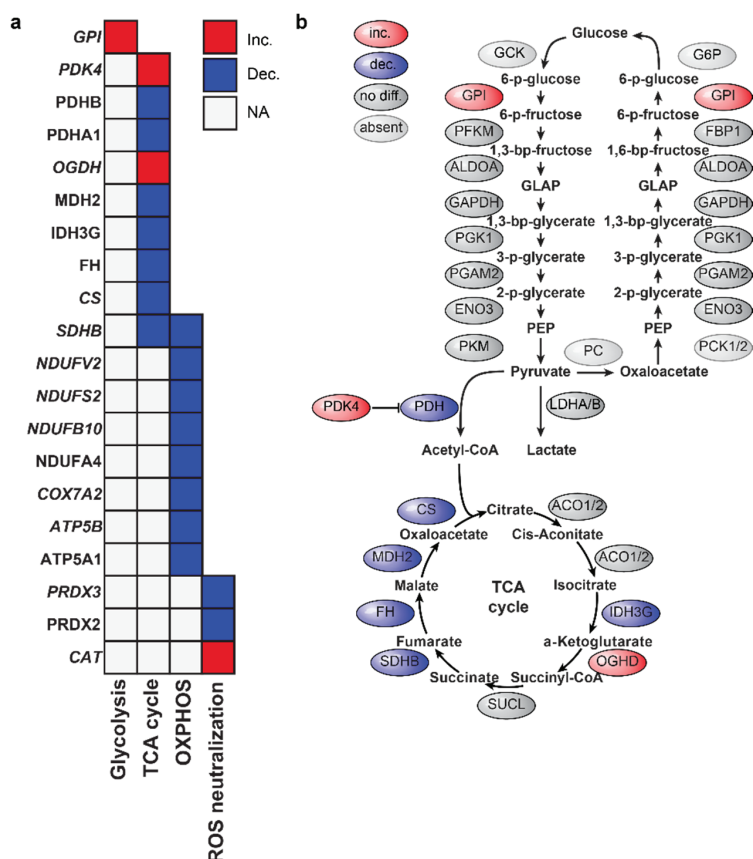 a
GPI
PDK4
PDHB
PDHA1
OGDH
MDH2
IDH3G
FH
CS
SDHB
NDUFV2
NDUFS2
NDUFB10
NDUFA4
COX7A2
ATP5B
ATP5A1
PRDX3
PRDX2
CAT
Glycolysis
TCA cycle
OXPHOS
ROS neutralization
Inc.
Dec.
NA
b
inc.
dec.
no diff.
absent
Glucose
GCK
G6P
6-p-glucose
6-p-glucose
GPI
GPI
6-p-fructose
6-p-fructose
PFKM
FBP1
1,3-bp-fructose
1,6-bp-fructose
ALDOA
ALDOA
GLAP
GLAP
GAPDH
GAPDH
1,3-bp-glycerate
1,3-bp-glycerate
PGK1
PGK1
3-p-glycerate
3-p-glycerate
PGAM2
PGAM2
2-p-glycerate
2-p-glycerate
ENO3
ENO3
PEP
PEP
PKM
PC
PCK1/2
Pyruvate
Oxaloacetate
PDK4
PDH
LDHA/B
Acetyl-CoA
Lactate
CS
Citrate
ACO1/2
Oxaloacetate
Cis-Aconitate
MDH2
ACO1/2
Malate
TCA
cycle
Isocitrate
FH
IDH3G
Fumarate
a-Ketoglutarate
SDHB
OGHD
Succinate
Succinyl-CoA
SUCL